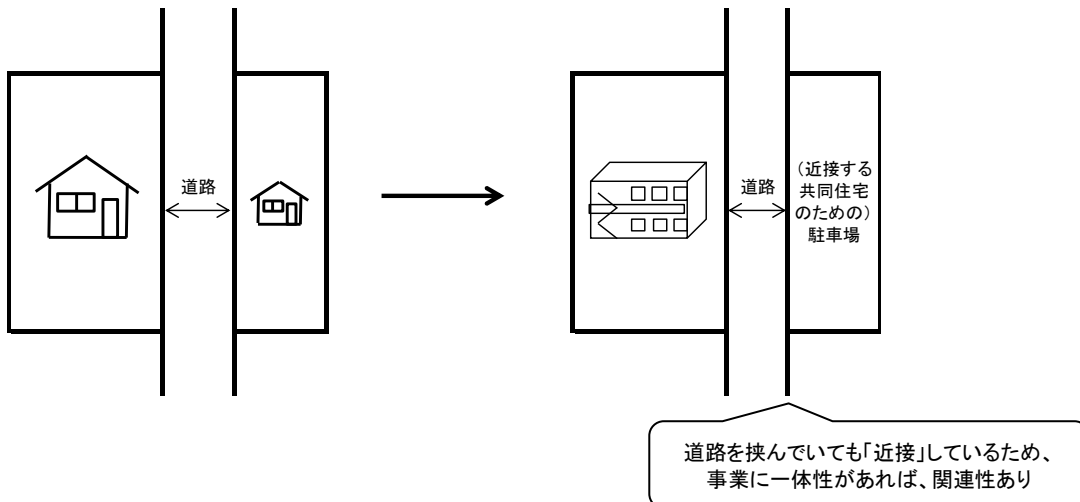 道路
道路
(近接する
共同住宅
のための)
駐車場
道路を挟んでいても「近接」しているため、
事業に一体性があれば、関連性あり